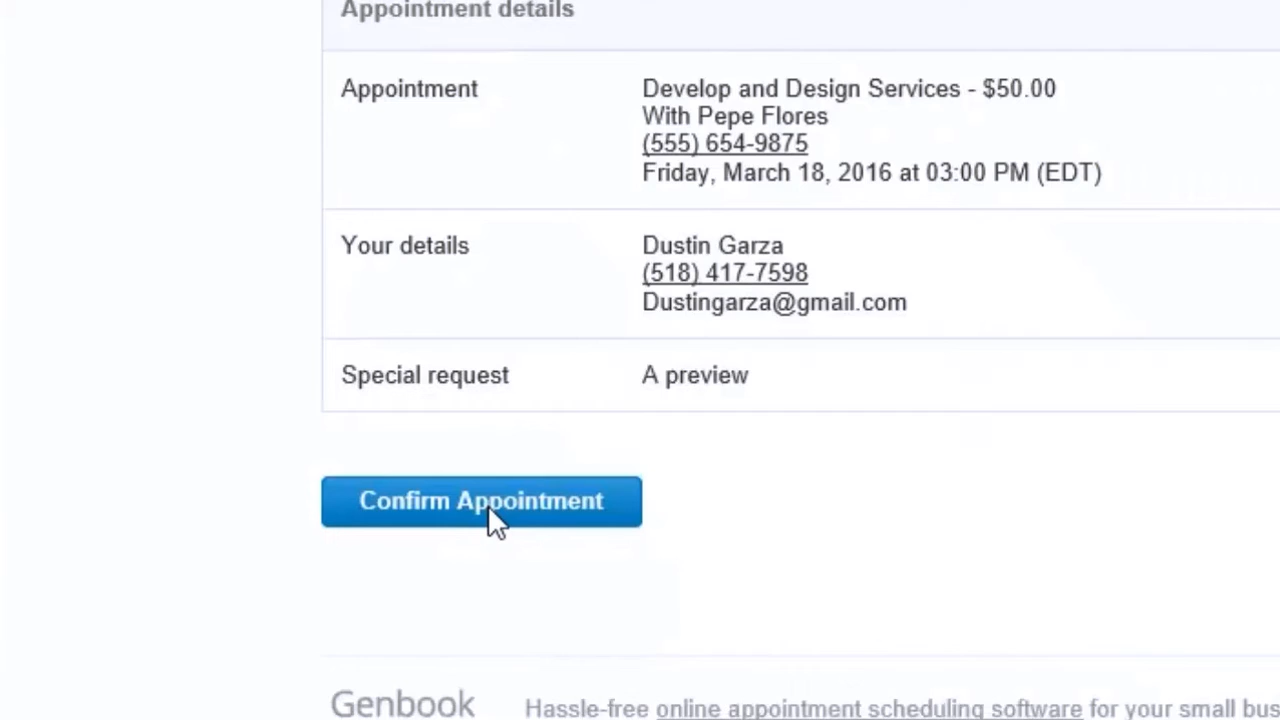 Appointment details
Appointment
Develop and Design Services - $50.00
With Pepe Flores
(555) 654-9875
Friday, March 18, 2016 at 03:00 PM (EDT)
Your details
Dustin Garza
(518) 417-7598
Dustingarza@gmail.com
Special request
A preview
Confirm Appointment
Genbook
Hassle-free online appointment scheduling software for your small bus